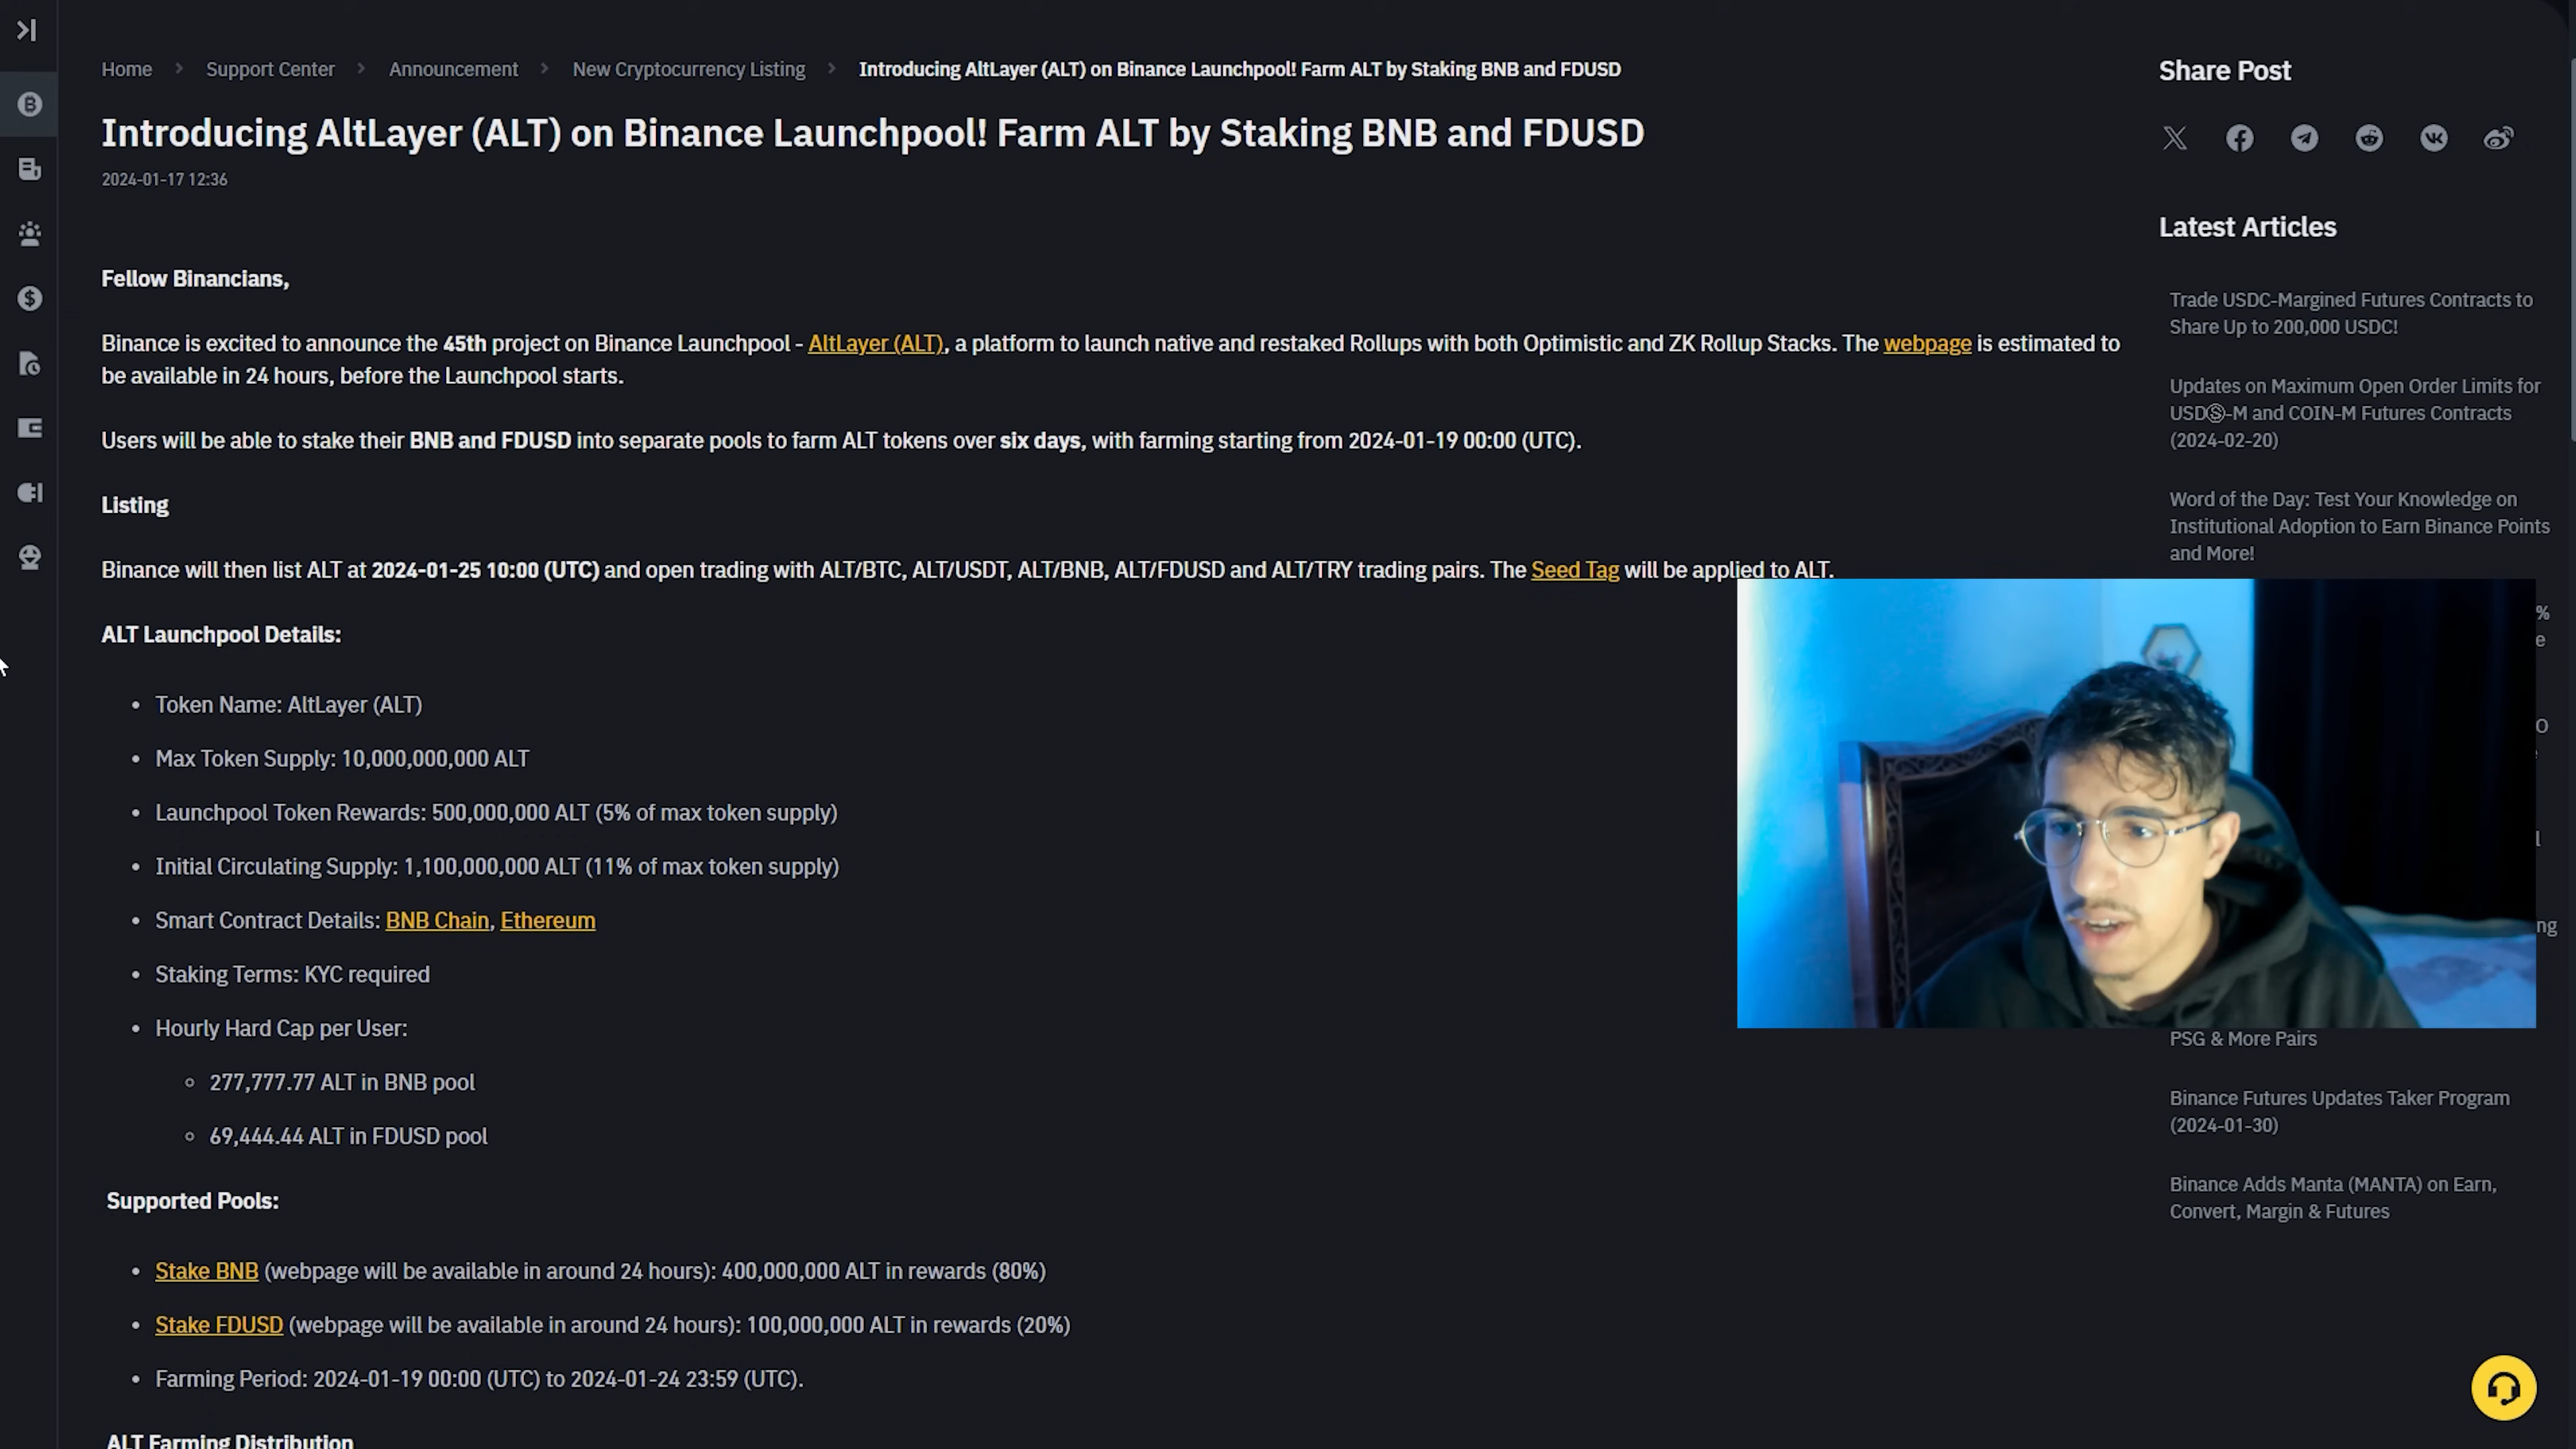 Home > Support Center > Announcement > New Cryptocurrency Listing > Introducing AltLayer (ALT) on Binance Launchpool! Farm ALT by Staking BNB and FDUSD
Introducing AltLayer (ALT) on Binance Launchpool! Farm ALT by Staking BNB and FDUSD
2024-01-17 12:36
Fellow Binancians,
Binance is excited to announce the 45th project on Binance Launchpool - AltLayer (ALT), a platform to launch native and restaked Rollups with both Optimistic and ZK Rollup Stacks. The webpage is estimated to
be available in 24 hours, before the Launchpool starts.
Users will be able to stake their BNB and FDUSD into separate pools to farm ALT tokens over six days, with farming starting from 2024-01-19 00:00 (UTC).
Listing
Binance will then list ALT at 2024-01-25 10:00 (UTC) and open trading with ALT/BTC, ALT/USDT, ALT/BNB, ALT/FDUSD and ALT/TRY trading pairs. The Seed Tag will be applied to ALT.
ALT Launchpool Details:
• Token Name: AltLayer (ALT)
• Max Token Supply: 10,000,000,000 ALT
• Launchpool Token Rewards: 500,000,000 ALT (5% of max token supply)
• Initial Circulating Supply: 1,100,000,000 ALT (11% of max token supply)
• Smart Contract Details: BNB Chain, Ethereum
• Staking Terms: KYC required
• Hourly Hard Cap per User:
◦ 277,777.77 ALT in BNB pool
◦ 69,444.44 ALT in FDUSD pool
Supported Pools:
• Stake BNB (webpage will be available in around 24 hours): 400,000,000 ALT in rewards (80%)
• Stake FDUSD (webpage will be available in around 24 hours): 100,000,000 ALT in rewards (20%)
• Farming Period: 2024-01-19 00:00 (UTC) to 2024-01-24 23:59 (UTC).
ALT Farming Distribution
Share Post
Latest Articles
Trade USDC-Margined Futures Contracts to
Share Up to 200,000 USDC!
Updates on Maximum Open Order Limits for
USDⓈ-M and COIN-M Futures Contracts
(2024-02-20)
Word of the Day: Test Your Knowledge on
Institutional Adoption to Earn Binance Points
and More!
%
e
O
l
ng
PSG & More Pairs
Binance Futures Updates Taker Program
(2024-01-30)
Binance Adds Manta (MANTA) on Earn,
Convert, Margin & Futures